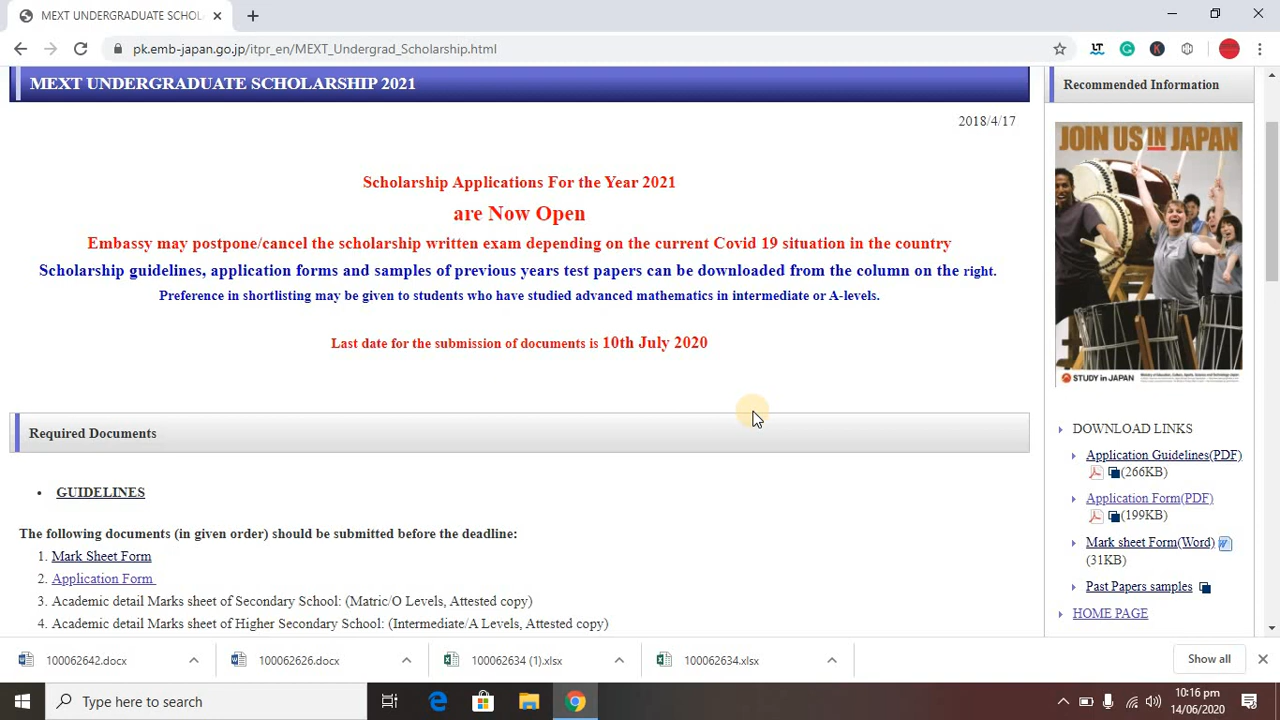 MEXT UNDERGRADUATE SCHOL
pk.emb-japan.go.jp/itpr_en/MEXT_Undergrad_Scholarship.html
MEXT UNDERGRADUATE SCHOLARSHIP 2021
2018/4/17
Scholarship Applications For the Year 2021
are Now Open
Embassy may postpone/cancel the scholarship written exam depending on the current Covid 19 situation in the country
Scholarship guidelines, application forms and samples of previous years test papers can be downloaded from the column on the right.
Preference in shortlisting may be given to students who have studied advanced mathematics in intermediate or A-levels.
Last date for the submission of documents is 10th July 2020
Required Documents
• GUIDELINES
The following documents (in given order) should be submitted before the deadline:
1. Mark Sheet Form
2. Application Form
3. Academic detail Marks sheet of Secondary School: (Matric/O Levels, Attested copy)
4. Academic detail Marks sheet of Higher Secondary School: (Intermediate/A Levels, Attested copy)
Recommended Information
JOIN US IN JAPAN
STUDY in JAPAN
DOWNLOAD LINKS
Application Guidelines(PDF)
(266KB)
Application Form(PDF)
(199KB)
Mark sheet Form(Word)
(31KB)
Past Papers samples
HOME PAGE
100062642.docx
100062626.docx
100062634 (1).xlsx
100062634.xlsx
Show all
Type here to search
10:16 pm
14/06/2020